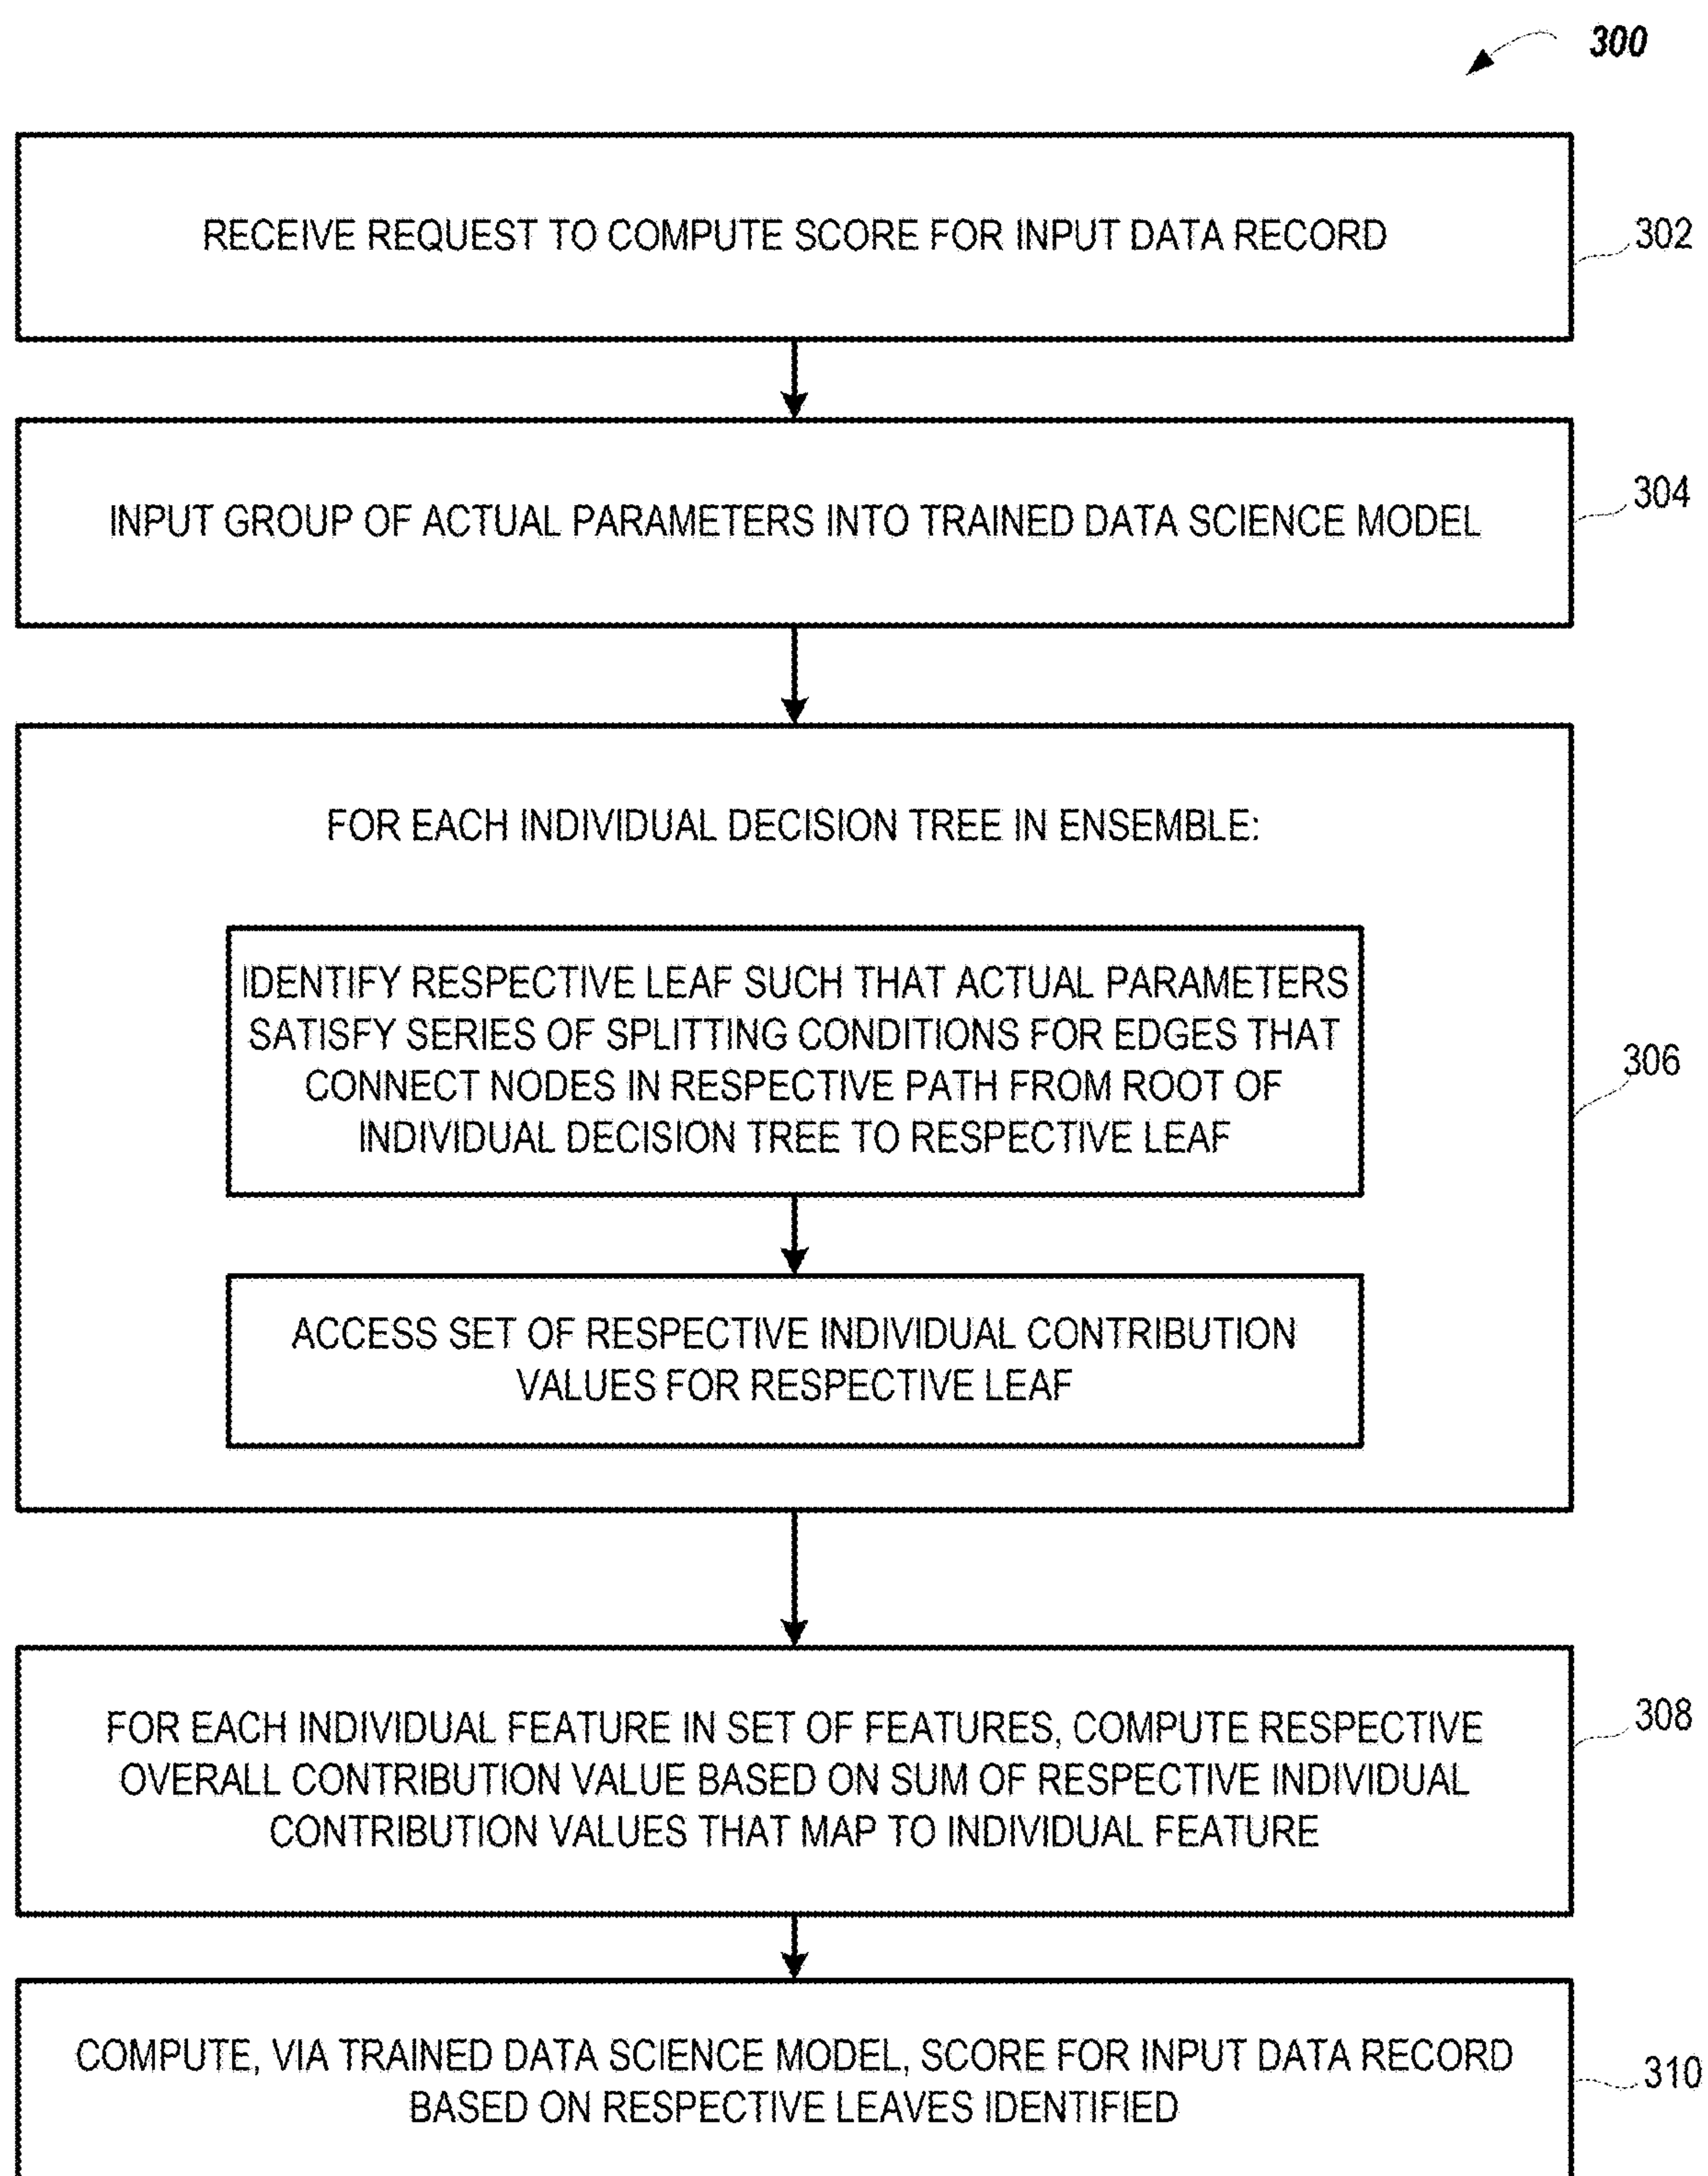 300
RECEIVE REQUEST TO COMPUTE SCORE FOR INPUT DATA RECORD
302
INPUT GROUP OF ACTUAL PARAMETERS INTO TRAINED DATA SCIENCE MODEL
304
FOR EACH INDIVIDUAL DECISION TREE IN ENSEMBLE:
IDENTIFY RESPECTIVE LEAF SUCH THAT ACTUAL PARAMETERS
SATISFY SERIES OF SPLITTING CONDITIONS FOR EDGES THAT
CONNECT NODES IN RESPECTIVE PATH FROM ROOT OF
INDIVIDUAL DECISION TREE TO RESPECTIVE LEAF
306
ACCESS SET OF RESPECTIVE INDIVIDUAL CONTRIBUTION
VALUES FOR RESPECTIVE LEAF
FOR EACH INDIVIDUAL FEATURE IN SET OF FEATURES, COMPUTE RESPECTIVE
OVERALL CONTRIBUTION VALUE BASED ON SUM OF RESPECTIVE INDIVIDUAL
CONTRIBUTION VALUES THAT MAP TO INDIVIDUAL FEATURE
308
COMPUTE, VIA TRAINED DATA SCIENCE MODEL, SCORE FOR INPUT DATA RECORD
BASED ON RESPECTIVE LEAVES IDENTIFIED
310